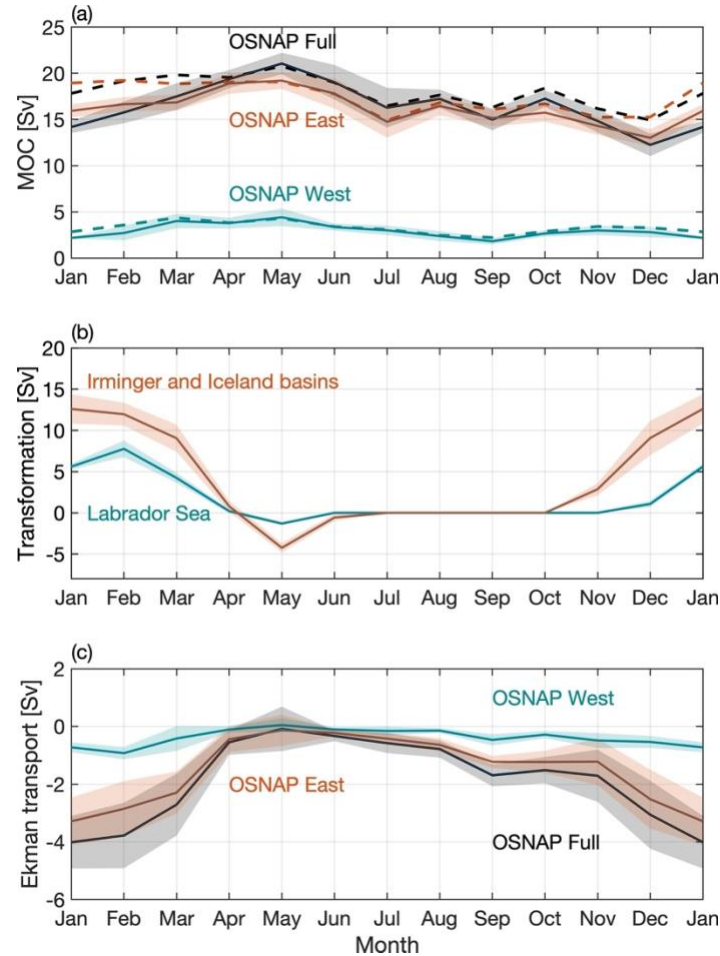 (a)
25
20
15
10
5
0
MOC [Sv]
OSNAP Full
OSNAP East
OSNAP West
Jan Feb Mar Apr May Jun Jul Aug Sep Oct Nov Dec Jan
(b)
20
15
10
5
0
-5
Transformation [Sv]
Irminger and Iceland basins
Labrador Sea
Jan Feb Mar Apr May Jun Jul Aug Sep Oct Nov Dec Jan
(c)
2
0
-2
-4
-6
Ekman transport [Sv]
OSNAP West
OSNAP East
OSNAP Full
Jan Feb Mar Apr May Jun Jul Aug Sep Oct Nov Dec Jan
Month